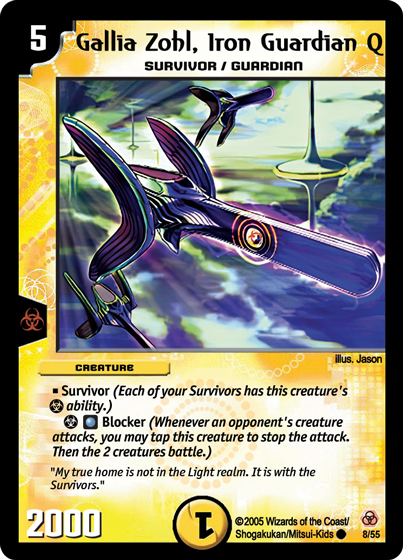 5 Gallia Zohl, Iron Guardian Q
SURVIVOR / GUARDIAN
illus. Jason
CREATURE
▪ Survivor (Each of your Survivors has this creature's
☣ ability.)
☣ Blocker (Whenever an opponent's creature
attacks, you may tap this creature to stop the attack.
Then the 2 creatures battle.)
"My true home is not in the Light realm. It is with the
Survivors."
2000
©2005 Wizards of the Coast/
Shogakukan/Mitsui-Kids ● 8/55